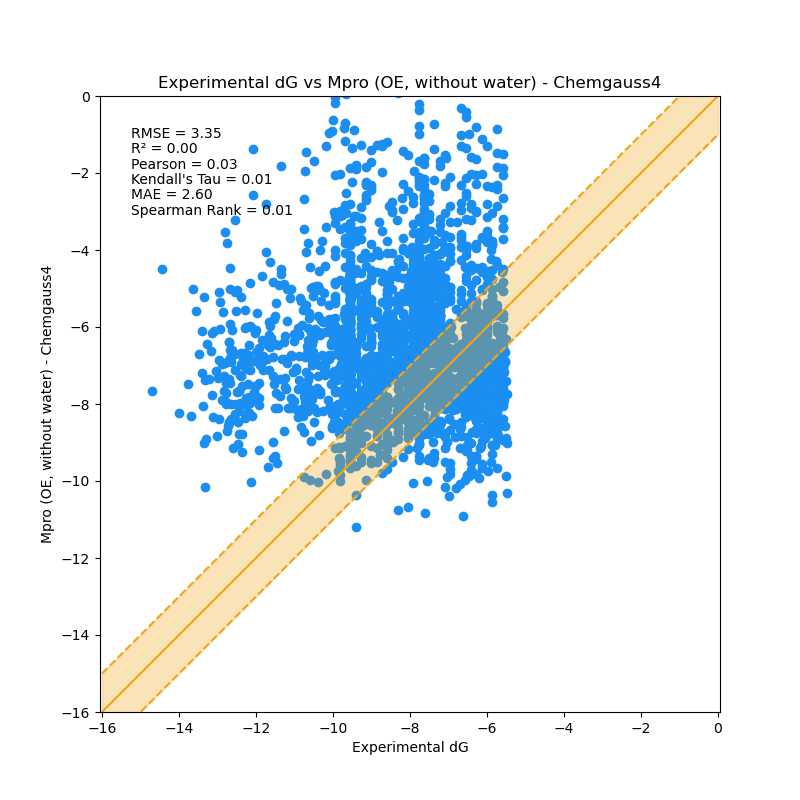 Experimental dG vs Mpro (OE, without water) - Chemgauss4
RMSE = 3.35
R² = 0.00
Pearson = 0.03
Kendall's Tau = 0.01
MAE = 2.60
Spearman Rank = 0.01
Mpro (OE, without water) - Chemgauss4
0
−2
−4
−6
−8
−10
−12
−14
−16
−16 −14 −12 −10 −8 −6 −4 −2 0
Experimental dG